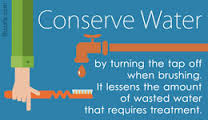 Conserve Water
by turning the tap off
when brushing.
It lessens the amount
of wasted water
that requires treatment.